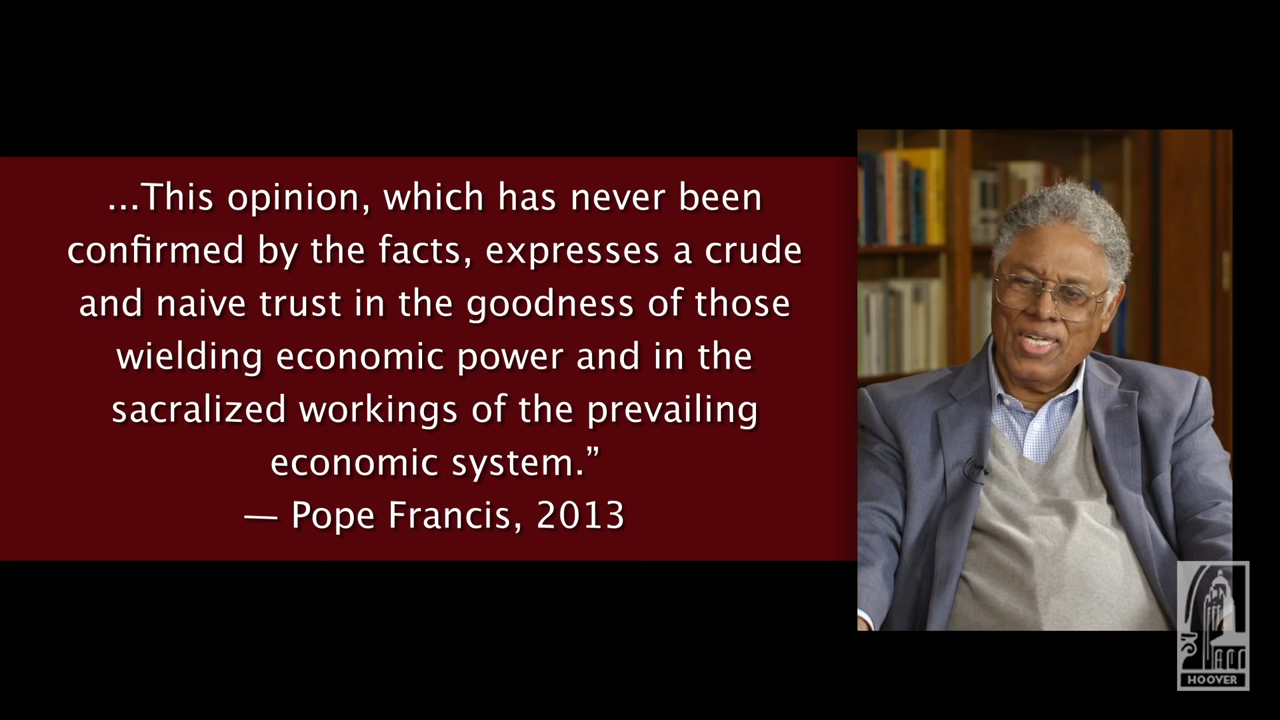 ...This opinion, which has never been
confirmed by the facts, expresses a crude
and naive trust in the goodness of those
wielding economic power and in the
sacralized workings of the prevailing
economic system.”
— Pope Francis, 2013
HOOVER